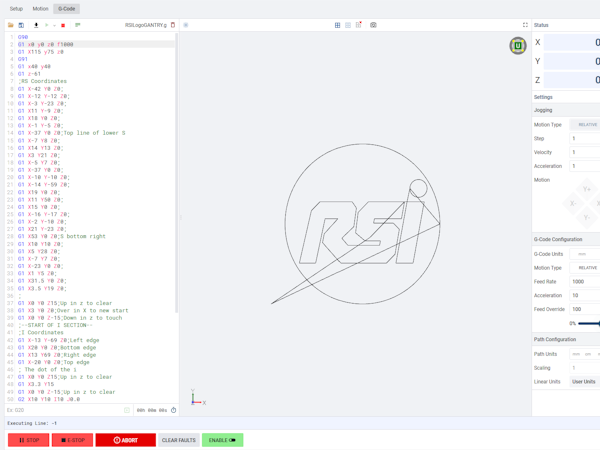 Setup Motion G-Code
RSILogoGANTRY.g
1 G90
2 G1 x0 y0 z0 f1000
3 G1 X115 y75 z0
4 G91
5 G1 x40 y40
6 G1 z-61
7 ;RS Coordinates
8 G1 X-42 Y0 Z0;
9 G1 X-12 Y-12 Z0;
10 G1 X-3 Y-23 Z0;
11 G1 X11 Y-9 Z0;
12 G1 X18 Y0 Z0;
13 G1 X-1 Y-5 Z0;
14 G1 X-37 Y0 Z0;Top line of lower S
15 G1 X-7 Y8 Z0;
16 G1 X14 Y13 Z0;
17 G1 X3 Y21 Z0;
18 G1 X-5 Y7 Z0;
19 G1 X-37 Y0 Z0;
20 G1 X-10 Y-10 Z0;
21 G1 X-14 Y-59 Z0;
22 G1 X19 Y0 Z0;
23 G1 X11 Y50 Z0;
24 G1 X15 Y0 Z0;
25 G1 X-16 Y-17 Z0;
26 G1 X-2 Y-10 Z0;
27 G1 X21 Y-23 Z0;
28 G1 X53 Y0 Z0;S bottom right
29 G1 X10 Y10 Z0;
30 G1 X5 Y28 Z0;
31 G1 X-7 Y7 Z0;
32 G1 X-23 Y0 Z0;
33 G1 X1 Y5 Z0;
34 G1 X31.5 Y0 Z0;
35 G1 X3.5 Y19 Z0;
36 ;
37 G1 X0 Y0 Z15;Up in z to clear
38 G1 X3 Y0 Z0;Over in X to new start
39 G1 X0 Y0 Z-15;Down in z to touch
40 ;--START OF I SECTION--
41 ;I Coordinates
42 G1 X-13 Y-69 Z0;Left edge
43 G1 X20 Y0 Z0;Bottom edge
44 G1 X13 Y69 Z0;Right edge
45 G1 X-20 Y0 Z0;Top edge
46 ; The dot of the i
47 G1 X0 Y0 Z15;Up in z to clear
48 G1 X3.3 Y15
49 G1 X0 Y0 Z-15;Up in z to clear
50 G2 X10 Y10 Z10
00h 00m 00s
Executing Line: -1
STOP E-STOP ABORT CLEAR FAULTS ENABLE
X
Y
Z
Status
X 0
Y 0
Z 0
Settings
Jogging
Motion Type RELATIVE
Step 1
Velocity 1
Acceleration 1
Motion
Y+
X-
Y-
G-Code Configuration
G-Code Units
Motion Type RELATIVE
Feed Rate 1000
Acceleration 10
Feed Override 100
0%
Path Configuration
Path Units
Scaling 1
Linear Units User Units